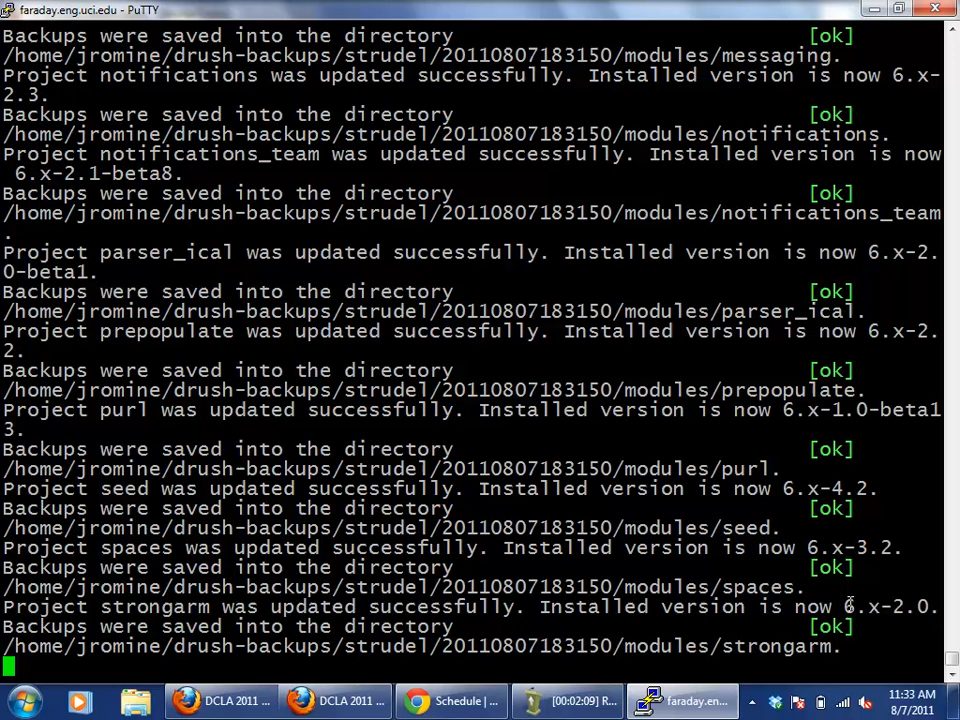 faraday.eng.uci.edu - PuTTY
Backups were saved into the directory [ok]
/home/jromine/drush-backups/strudel/20110807183150/modules/messaging.
Project notifications was updated successfully. Installed version is now 6.x-
2.3.
Backups were saved into the directory [ok]
/home/jromine/drush-backups/strudel/20110807183150/modules/notifications.
Project notifications_team was updated successfully. Installed version is now
6.x-2.1-beta8.
Backups were saved into the directory [ok]
/home/jromine/drush-backups/strudel/20110807183150/modules/notifications_team
.
Project parser_ical was updated successfully. Installed version is now 6.x-2.
0-beta1.
Backups were saved into the directory [ok]
/home/jromine/drush-backups/strudel/20110807183150/modules/parser_ical.
Project prepopulate was updated successfully. Installed version is now 6.x-2.
2.
Backups were saved into the directory [ok]
/home/jromine/drush-backups/strudel/20110807183150/modules/prepopulate.
Project purl was updated successfully. Installed version is now 6.x-1.0-beta1
3.
Backups were saved into the directory [ok]
/home/jromine/drush-backups/strudel/20110807183150/modules/purl.
Project seed was updated successfully. Installed version is now 6.x-4.2.
Backups were saved into the directory [ok]
/home/jromine/drush-backups/strudel/20110807183150/modules/seed.
Project spaces was updated successfully. Installed version is now 6.x-3.2.
Backups were saved into the directory [ok]
/home/jromine/drush-backups/strudel/20110807183150/modules/spaces.
Project strongarm was updated successfully. Installed version is now 6.x-2.0.
Backups were saved into the directory [ok]
/home/jromine/drush-backups/strudel/20110807183150/modules/strongarm.
DCLA 2011 ...
DCLA 2011 ...
Schedule | ...
[00:02:09] R...
faraday.en...
11:33 AM
8/7/2011